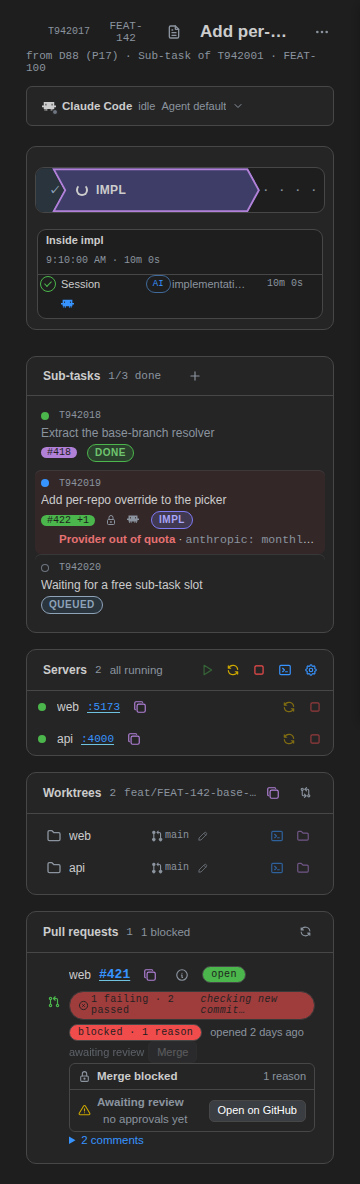 T942017 FEAT-142 Add per-…
from D88 (P17) · Sub-task of T942001 · FEAT-
100
Claude Code idle Agent default
✓ IMPL · · · ·
Inside impl
9:10:00 AM · 10m 0s
Session AI implementati… 10m 0s
Sub-tasks 1/3 done
T942018
Extract the base-branch resolver
#418 DONE
T942019
Add per-repo override to the picker
#422 +1 IMPL
Provider out of quota · anthropic: monthl…
T942020
Waiting for a free sub-task slot
QUEUED
Servers 2 all running
web :5173
api :4000
Worktrees 2 feat/FEAT-142-base-…
web main
api main
Pull requests 1 1 blocked
web #421 open
1 failing · 2 passed checking new commit…
blocked · 1 reason opened 2 days ago
awaiting review Merge
Merge blocked 1 reason
Awaiting review
no approvals yet
Open on GitHub
2 comments